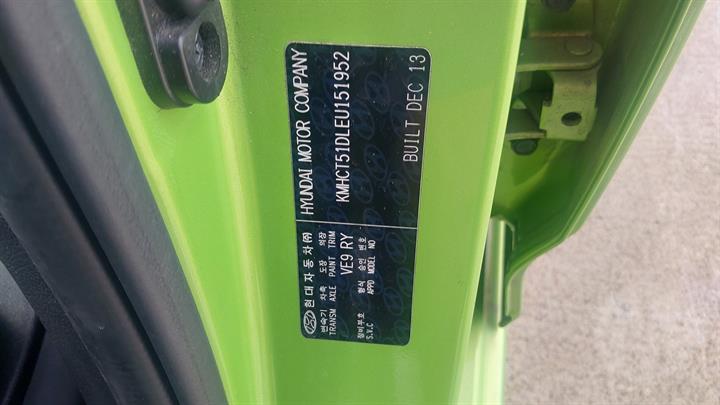 현대자동차㈜ HYUNDAI MOTOR COMPANY
변속기 차축 도장 의장
TRANSM AXLE PAINT TRIM KMHCT51DLEU151952
VE9 RY
형식 승인 번호
APPD MODEL NO
정비부호
S.V.C BUILT DEC 13